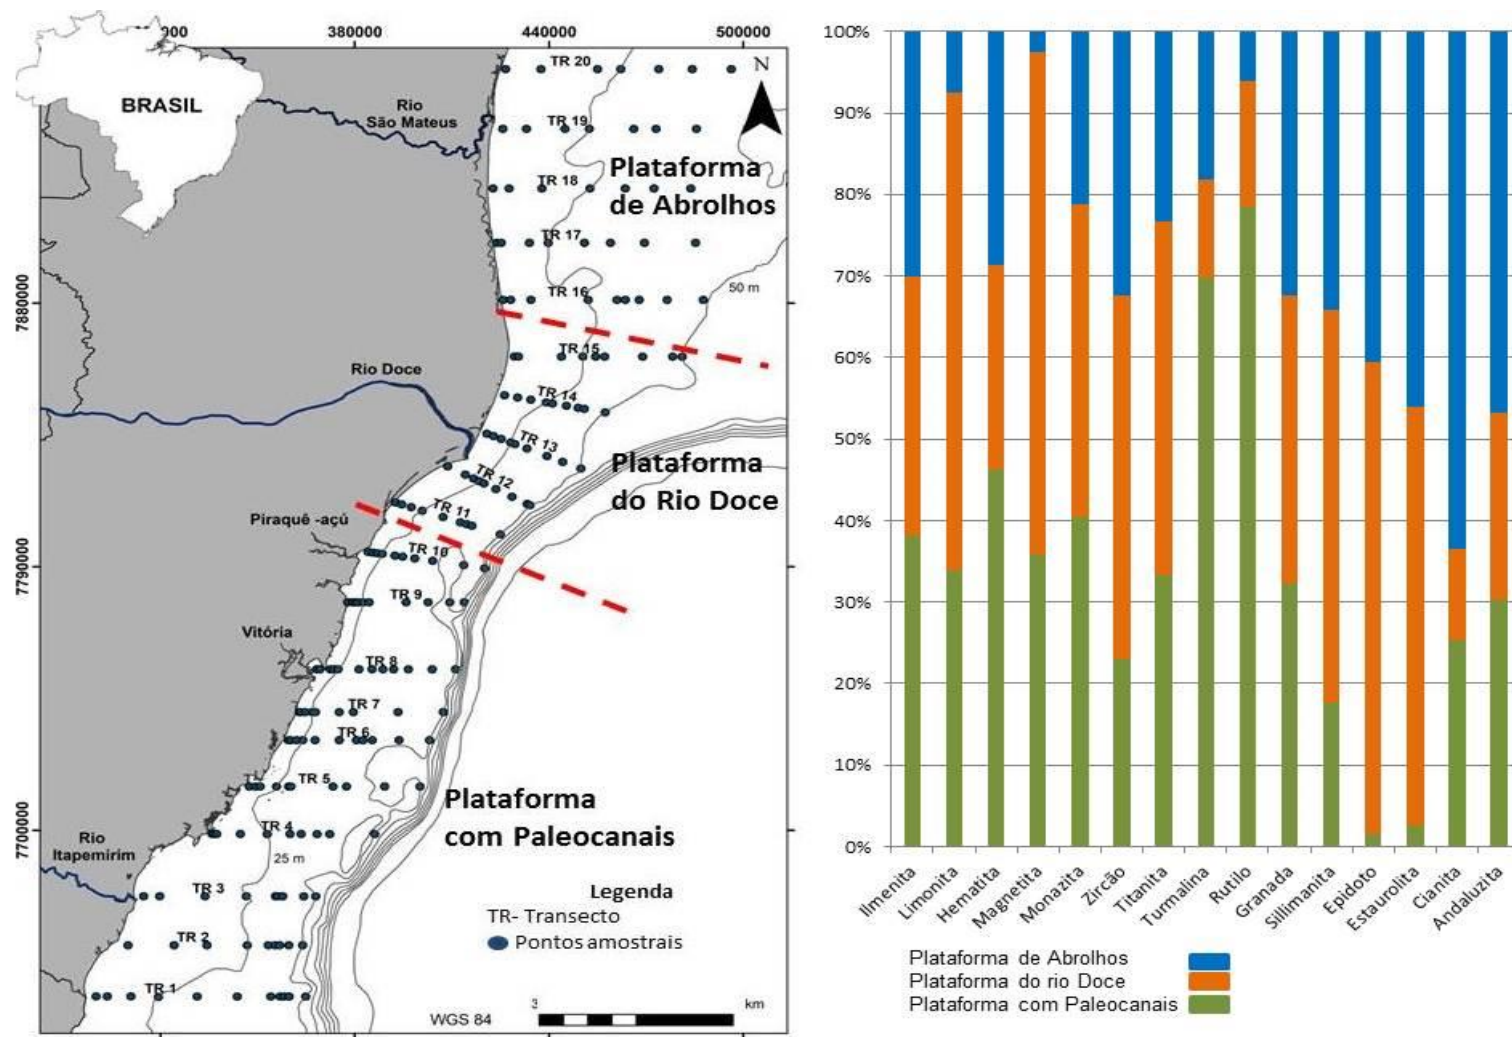 000
380000
440000
500000
BRASIL
Rio
São Mateus
N
TR 20
TR 19
TR 18
TR 17
TR 16
Plataforma
de Abrolhos
50 m
7880000
TR 15
Rio Doce
TR 14
TR 13
TR 12
TR 11
Plataforma
do Rio Doce
Piraquê -açú
7790000
TR 10
TR 9
Vitória
TR 8
TR 7
TR 6
TR 5
TR 4
Plataforma
com Paleocanais
7700000
Rio
Itapemirim
25 m
TR 3
TR 2
TR 1
Legenda
TR- Transecto
Pontos amostrais
3
km
WGS 84
100%
90%
80%
70%
60%
50%
40%
30%
20%
10%
0%
Ilmenita
Limonita
Hematita
Magnetita
Monazita
Zircão
Titanita
Turmalina
Rutilo
Granada
Sillimanita
Epidoto
Estaurolita
Cianita
Andaluzita
Plataforma de Abrolhos
Plataforma do rio Doce
Plataforma com Paleocanais